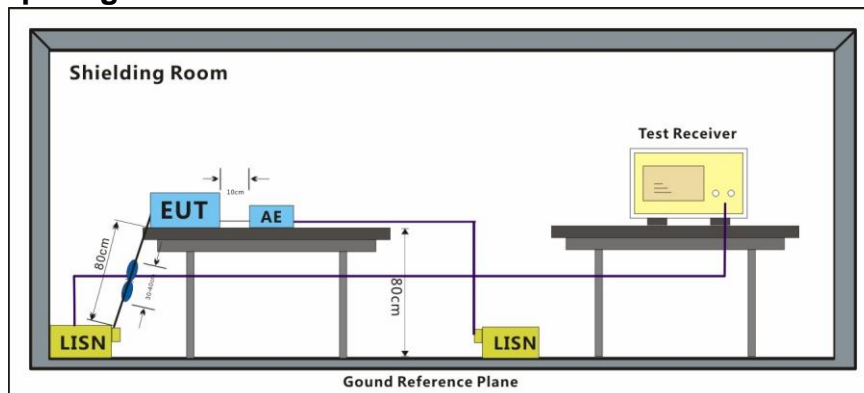 Shielding Room
Test Receiver
10cm
EUT
AE
80cm
30-40cm
80cm
LISN
LISN
Gound Reference Plane